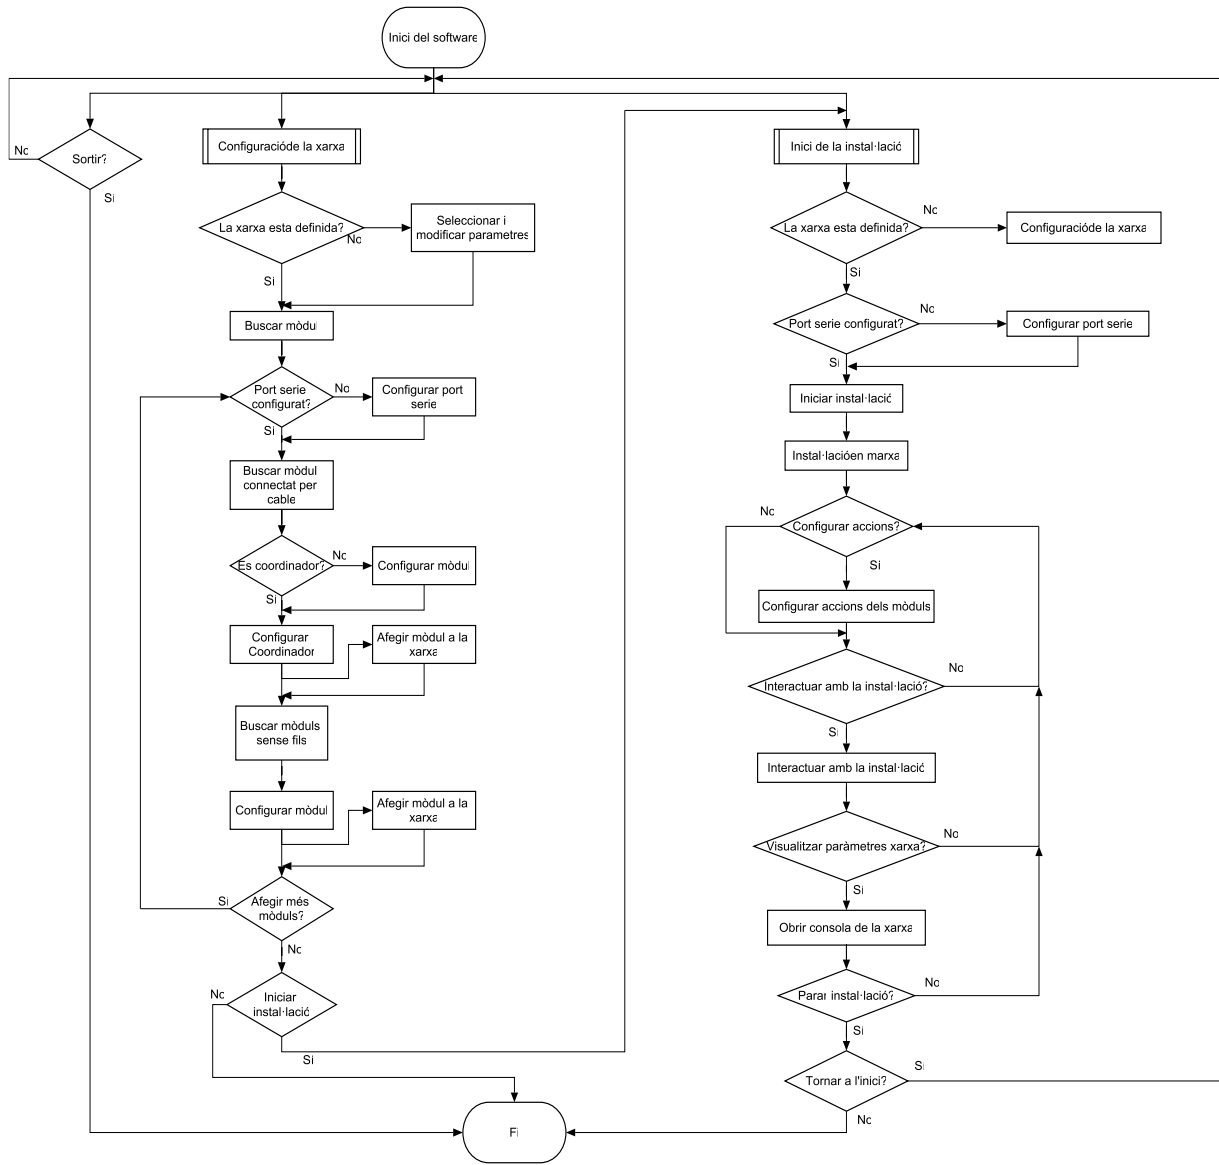 Inici del software
Sortir?
No
Si
Configuracióde la xarxa
La xarxa esta definida?
No
Seleccionar i
modificar parametres
Si
Buscar mòdul
Port serie
configurat?
No
Configurar port
serie
Si
Buscar mòdul
connectat per
cable
Es coordinador?
No
Configurar mòdul
Si
Configurar
Coordinador
Afegir mòdul a la
xarxa
Buscar mòduls
sense fils
Configurar mòdul
Afegir mòdul a la
xarxa
Afegir més
mòduls?
Si
No
Iniciar
instal·lació
No
Si
Inici de la instal·lació
La xarxa esta definida?
No
Configuracióde la xarxa
Si
Port serie configurat?
No
Configurar port serie
Si
Iniciar instal·lació
Instal·lacióen marxa
Configurar accions?
No
Si
Configurar accions dels mòduls
Interactuar amb la instal·lació?
No
Si
Interactuar amb la instal·lació
Visualitzar paràmetres xarxa?
No
Si
Obrir consola de la xarxa
Parar instal·lació?
No
Si
Tornar a l'inici?
Si
No
Fi